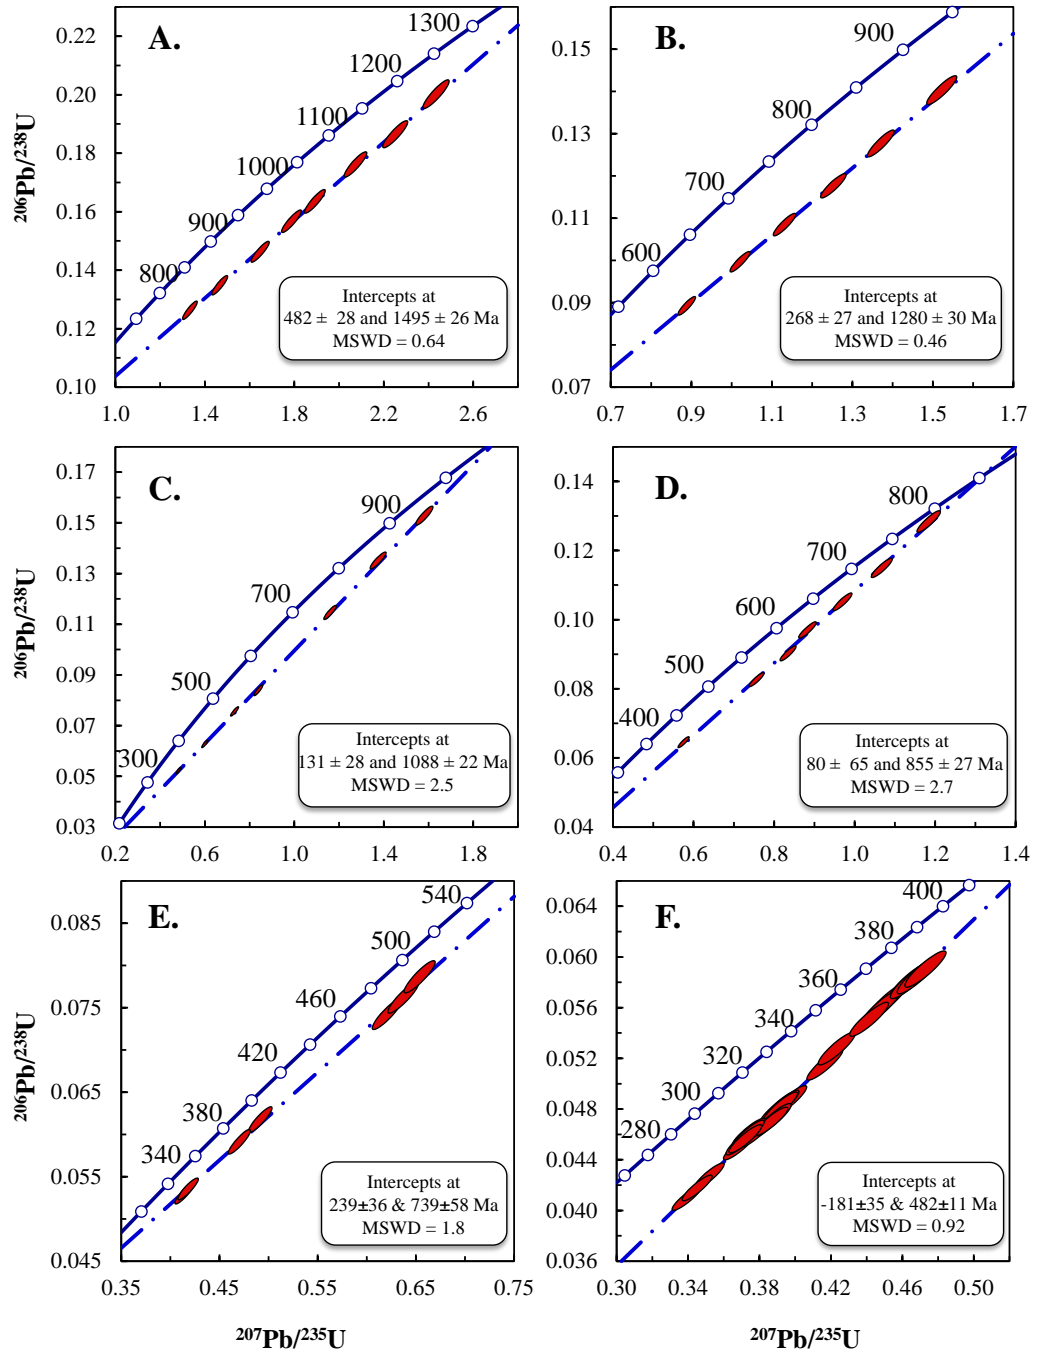 A.
0.22
0.20
0.18
0.16
0.14
0.12
0.10
²⁰⁶Pb/²³⁸U
1300
1200
1100
1000
900
800
Intercepts at
482 ± 28 and 1495 ± 26 Ma
MSWD = 0.64
1.0 1.4 1.8 2.2 2.6
B.
0.15
0.13
0.11
0.09
0.07
900
800
700
600
Intercepts at
268 ± 27 and 1280 ± 30 Ma
MSWD = 0.46
0.7 0.9 1.1 1.3 1.5 1.7
C.
0.17
0.15
0.13
0.11
0.09
0.07
0.05
0.03
²⁰⁶Pb/²³⁸U
900
700
500
300
Intercepts at
131 ± 28 and 1088 ± 22 Ma
MSWD = 2.5
0.2 0.6 1.0 1.4 1.8
D.
0.14
0.12
0.10
0.08
0.06
0.04
800
700
600
500
400
Intercepts at
80 ± 65 and 855 ± 27 Ma
MSWD = 2.7
0.4 0.6 0.8 1.0 1.2 1.4
E.
0.085
0.075
0.065
0.055
0.045
²⁰⁶Pb/²³⁸U
540
500
460
420
380
340
Intercepts at
239±36 & 739±58 Ma
MSWD = 1.8
0.35 0.45 0.55 0.65 0.75
²⁰⁷Pb/²³⁵U
F.
0.064
0.060
0.056
0.052
0.048
0.044
0.040
0.036
400
380
360
340
320
300
280
Intercepts at
-181±35 & 482±11 Ma
MSWD = 0.92
0.30 0.34 0.38 0.42 0.46 0.50
²⁰⁷Pb/²³⁵U